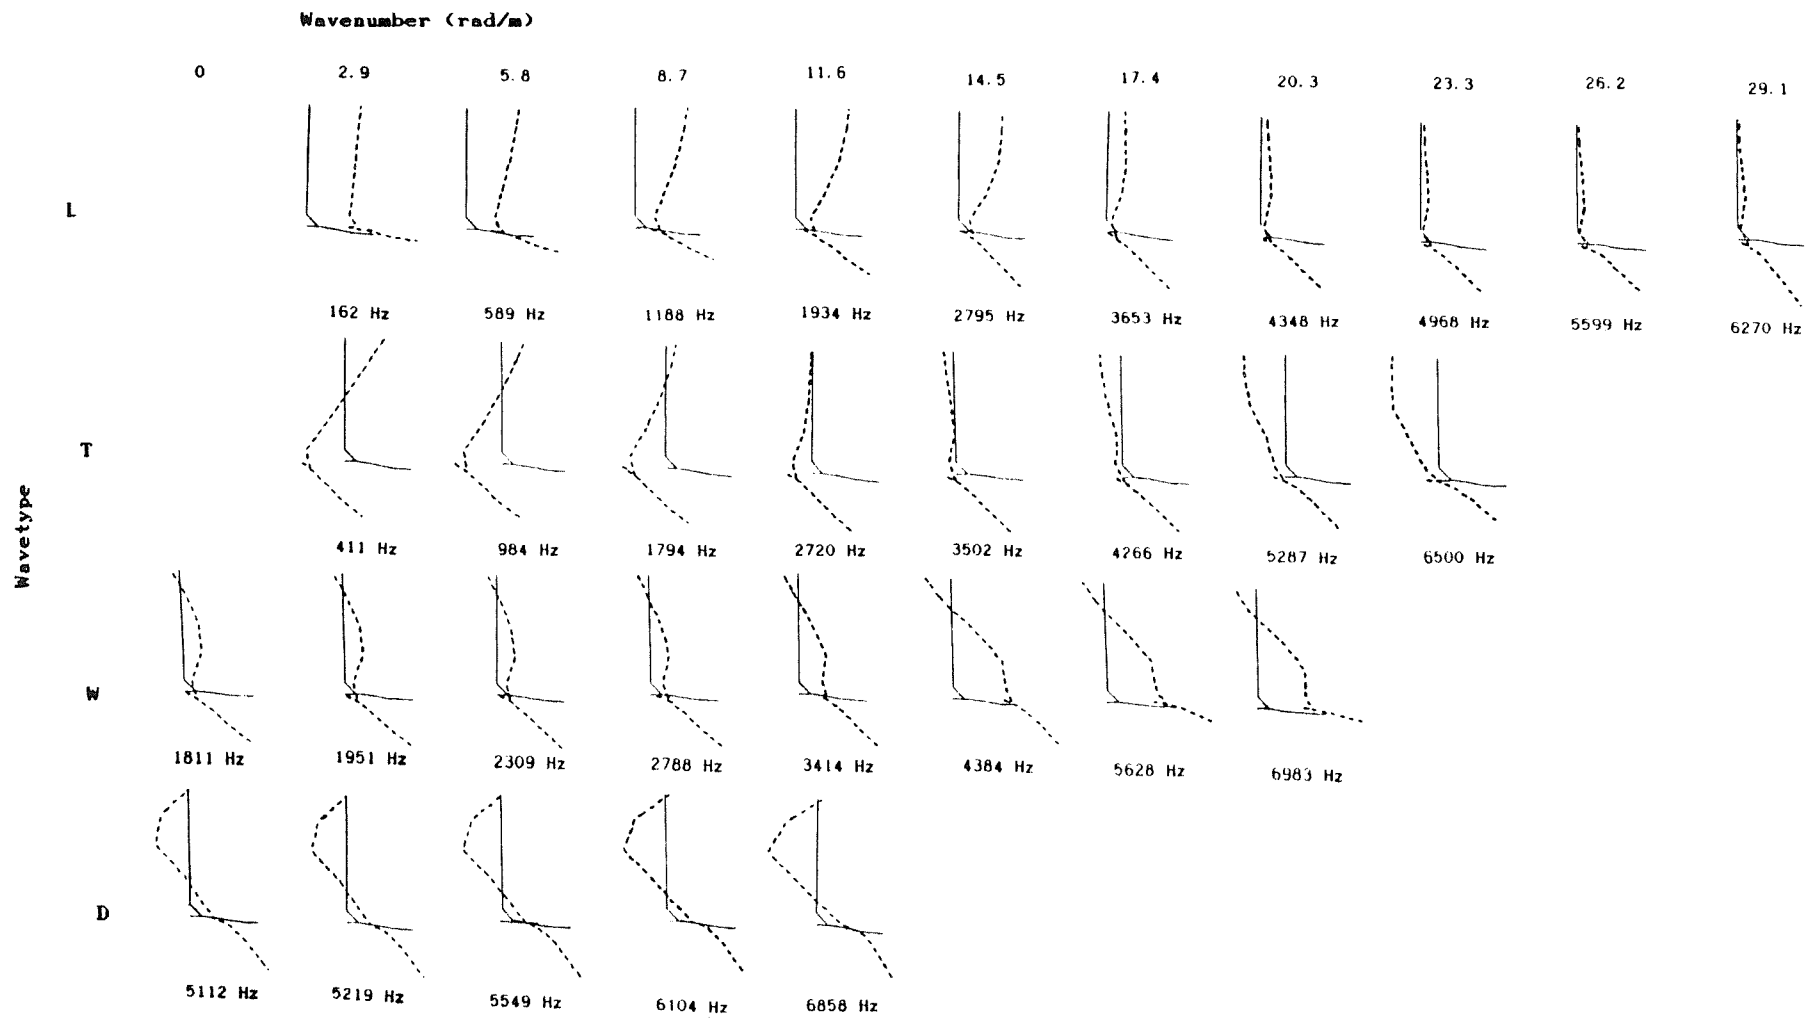 Wavenumber (rad/m)
0 2.9 5.8 8.7 11.6 14.5 17.4 20.3 23.3 26.2 29.1
L
162 Hz 589 Hz 1188 Hz 1934 Hz 2795 Hz 3653 Hz 4348 Hz 4968 Hz 5599 Hz 6270 Hz
T
411 Hz 984 Hz 1794 Hz 2720 Hz 3502 Hz 4266 Hz 5287 Hz 6500 Hz
Wavetype
W
1811 Hz 1951 Hz 2309 Hz 2788 Hz 3414 Hz 4384 Hz 5628 Hz 6983 Hz
D
5112 Hz 5219 Hz 5549 Hz 6104 Hz 6858 Hz